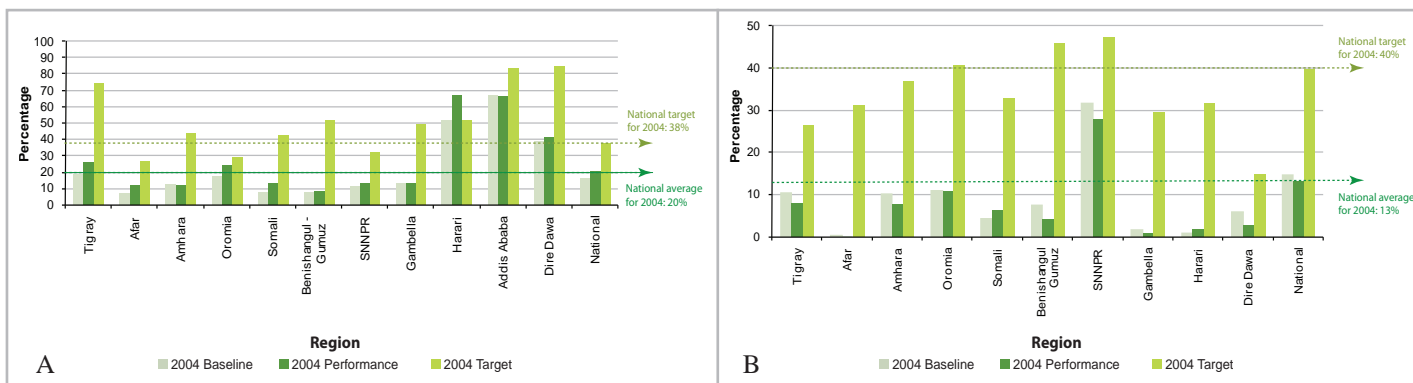 100
90
80
70
60
50
40
30
20
10
0
Percentage
National target
for 2004: 38%
National average
for 2004: 20%
Tigray
Afar
Amhara
Oromia
Somali
Benishangul -
Gumuz
SNNPR
Gambella
Harari
Addis Ababa
Dire Dawa
National
Region
2004 Baseline 2004 Performance 2004 Target
A
50
40
30
20
10
0
Percentage
National target
for 2004: 40%
National average
for 2004: 13%
Tigray
Afar
Amhara
Oromia
Somali
Benishangul
Gumuz
SNNPR
Gambella
Harari
Dire Dawa
National
Region
2004 Baseline 2004 Performance 2004 Target
B